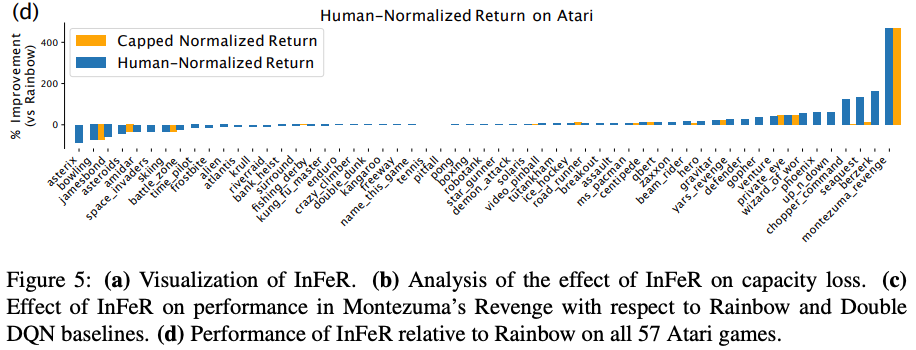 (d)
Human-Normalized Return on Atari
% Improvement
(vs Rainbow)
400
200
0
Capped Normalized Return
Human-Normalized Return
asterix
bowling
jamesbond
asteroids
amidar
space_invaders
skiing
battle_zone
time_pilot
frostbite
alien
atlantis
krull
riverraid
bank_heist
surround
fishing_derby
kung_fu_master
enduro
crazy_climber
double_dunk
kangaroo
freeway
name_this_game
tennis
pitfall
pong
boxing
robotank
star_gunner
demon_attack
video_pinball
solaris
tutankham
ice_hockey
road_runner
breakout
assault
ms_pacman
centipede
qbert
zaxxon
beam_rider
hero
gravitar
yars_revenge
defender
gopher
venture
private_eye
wizard_of_wor
phoenix
up_n_down
chopper_command
seaquest
berzerk
montezuma_revenge
Figure 5: (a) Visualization of InFeR. (b) Analysis of the effect of InFeR on capacity loss. (c)
Effect of InFeR on performance in Montezuma's Revenge with respect to Rainbow and Double
DQN baselines. (d) Performance of InFeR relative to Rainbow on all 57 Atari games.